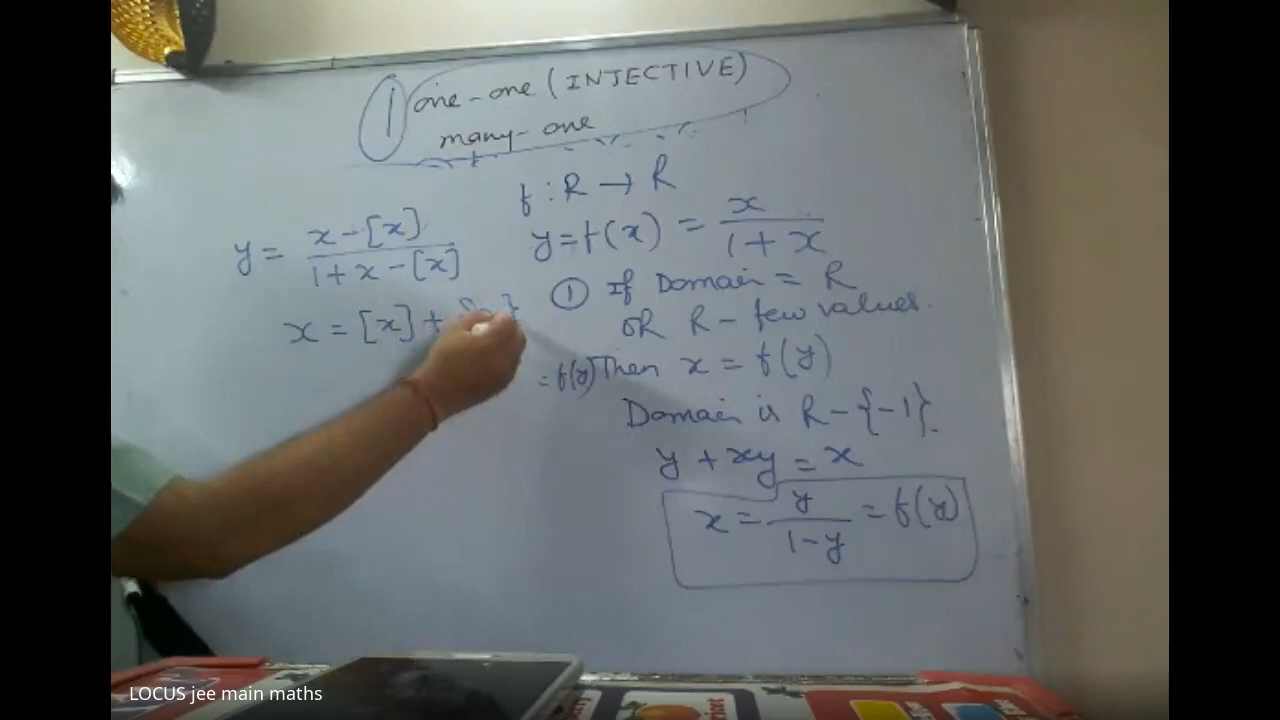 1 one-one (INJECTIVE)
many-one
f : R → R
y = f(x) = x / 1 + x
y = x - [x] / 1 + x - [x]
x = [x] +
① If Domain = R
OR R - few values.
= f(y) Then x = f(y)
Domain is R - {-1}.
y + xy = x
x = y / 1 - y = f(y)
LOCUS jee main maths